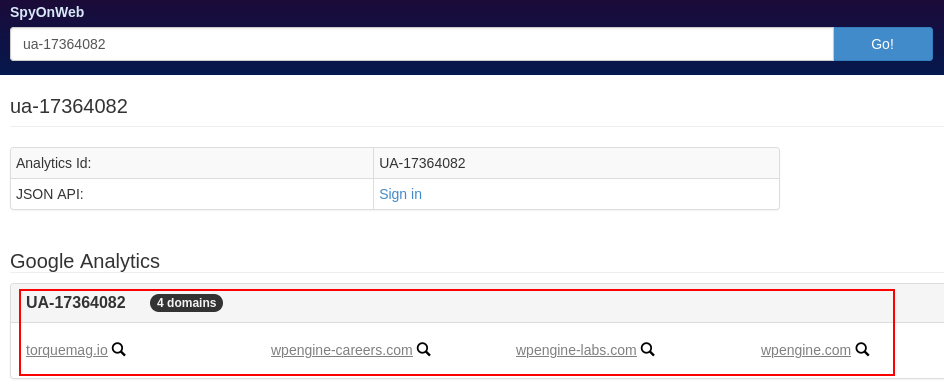 SpyOnWeb
ua-17364082 Go!
ua-17364082
Analytics Id: UA-17364082
JSON API: Sign in
Google Analytics
UA-17364082 4 domains
torquemag.io wpengine-careers.com wpengine-labs.com wpengine.com